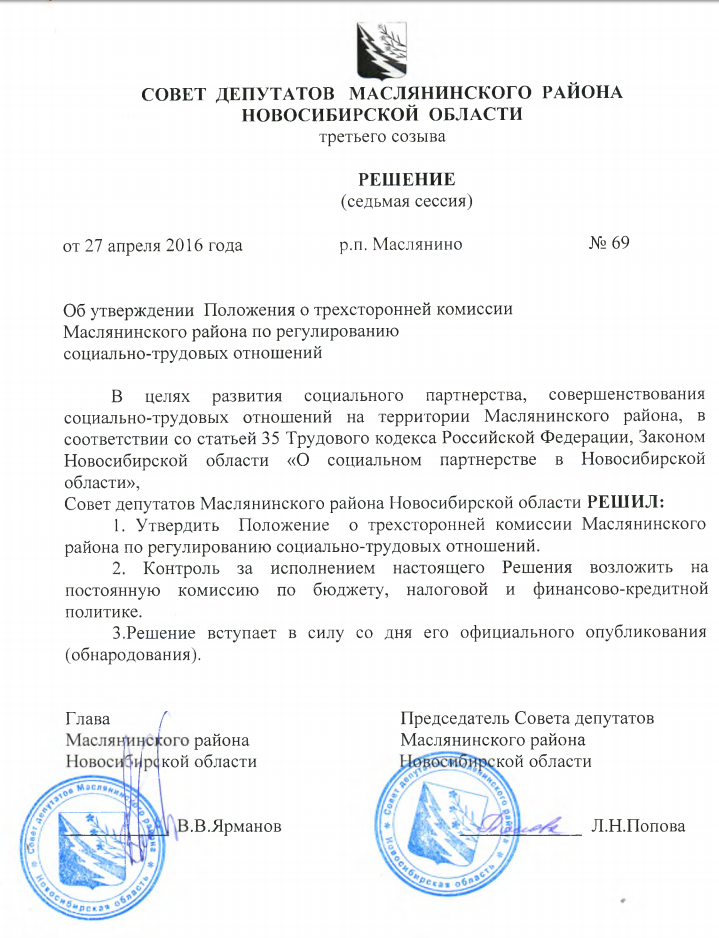 СОВЕТ ДЕПУТАТОВ МАСЛЯНИНСКОГО РАЙОНА
НОВОСИБИРСКОЙ ОБЛАСТИ
третьего созыва
РЕШЕНИЕ
(седьмая сессия)
от 27 апреля 2016 года р.п. Маслянино № 69
Об утверждении Положения о трехсторонней комиссии
Маслянинского района по регулированию
социально-трудовых отношений
В целях развития социального партнерства, совершенствования
социально-трудовых отношений на территории Маслянинского района, в
соответствии со статьей 35 Трудового кодекса Российской Федерации, Законом
Новосибирской области «О социальном партнерстве в Новосибирской
области»,
Совет депутатов Маслянинского района Новосибирской области РЕШИЛ:
1. Утвердить Положение о трехсторонней комиссии Маслянинского
района по регулированию социально-трудовых отношений.
2. Контроль за исполнением настоящего Решения возложить на
постоянную комиссию по бюджету, налоговой и финансово-кредитной
политике.
3.Решение вступает в силу со дня его официального опубликования
(обнародования).
Глава Председатель Совета депутатов
Маслянинского района Маслянинского района
Новосибирской области Новосибирской области
В.В.Ярманов Л.Н.Попова
Совет депутатов Маслянинского района
Новосибирская область
Совет депутатов Маслянинского района
Новосибирская область